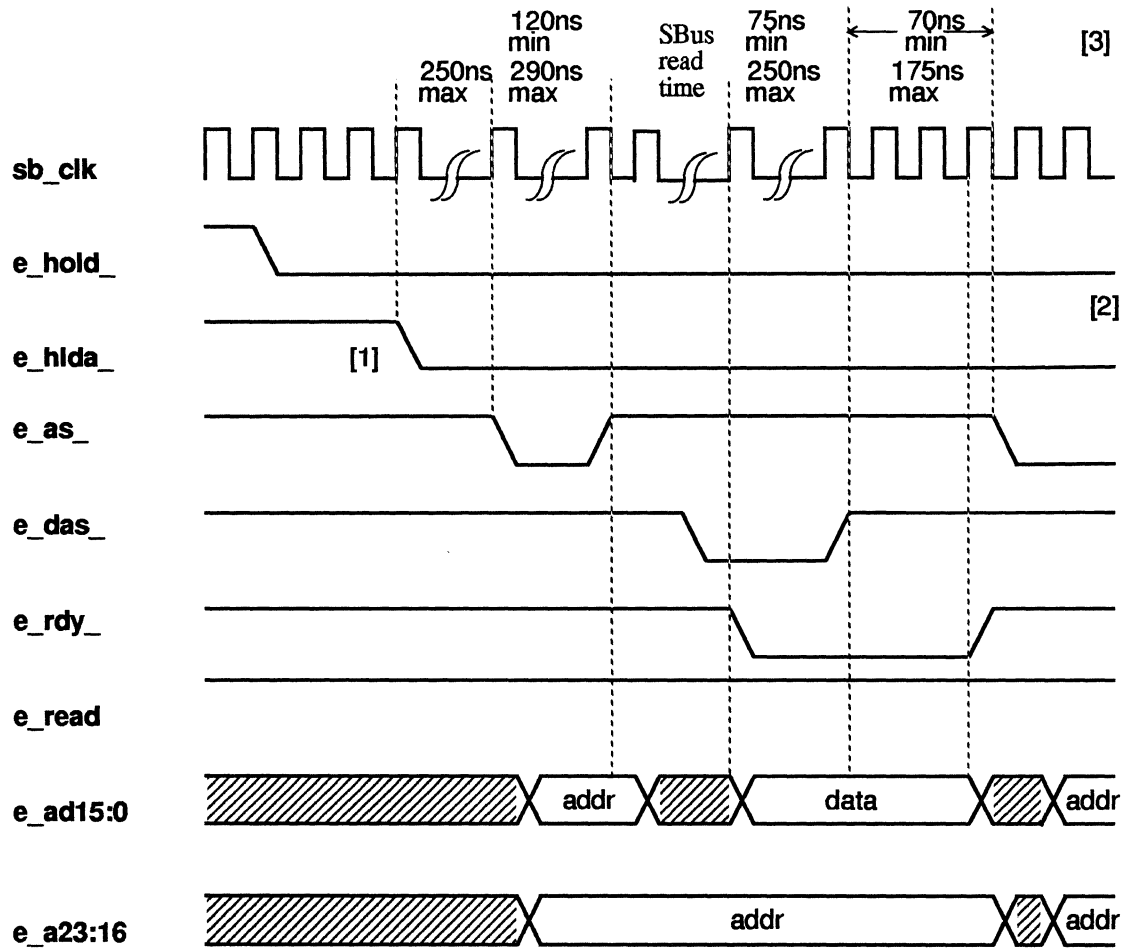 120ns
min
290ns
max
SBus
read
time
75ns
min
250ns
max
70ns
min
175ns
max
[3]
250ns
max
sb_clk
e_hold_
[2]
e_hlda_
[1]
e_as_
e_das_
e_rdy_
e_read
e_ad15:0
addr
data
addr
e_a23:16
addr
addr